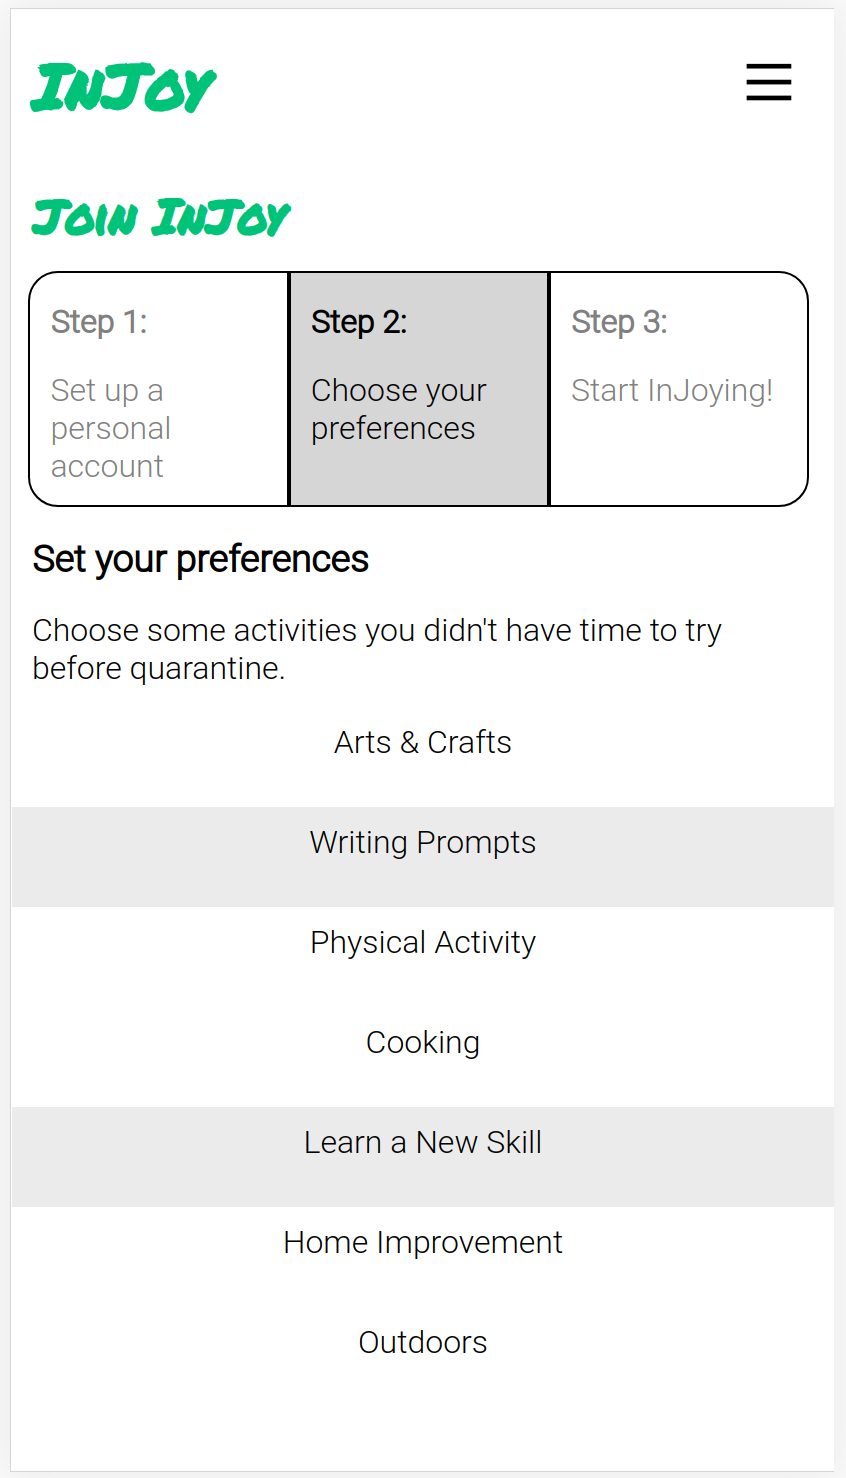 InJoy
Join InJoy
Step 1:
Set up a
personal
account
Step 2:
Choose your
preferences
Step 3:
Start InJoying!
Set your preferences
Choose some activities you didn't have time to try
before quarantine.
Arts & Crafts
Writing Prompts
Physical Activity
Cooking
Learn a New Skill
Home Improvement
Outdoors